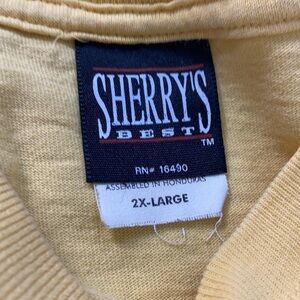 SHERRY'S
BEST
TM
RN# 16490
ASSEMBLED IN HONDURAS
2X-LARGE